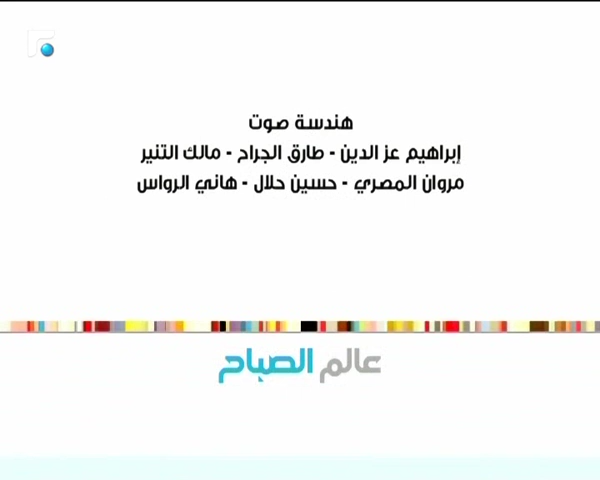 هندسة صوت
إبراهيم عز الدين - طارق الجراح - مالك التنير
مروان المصري - حسين حلال - هاني الرواس
عالم الصباح